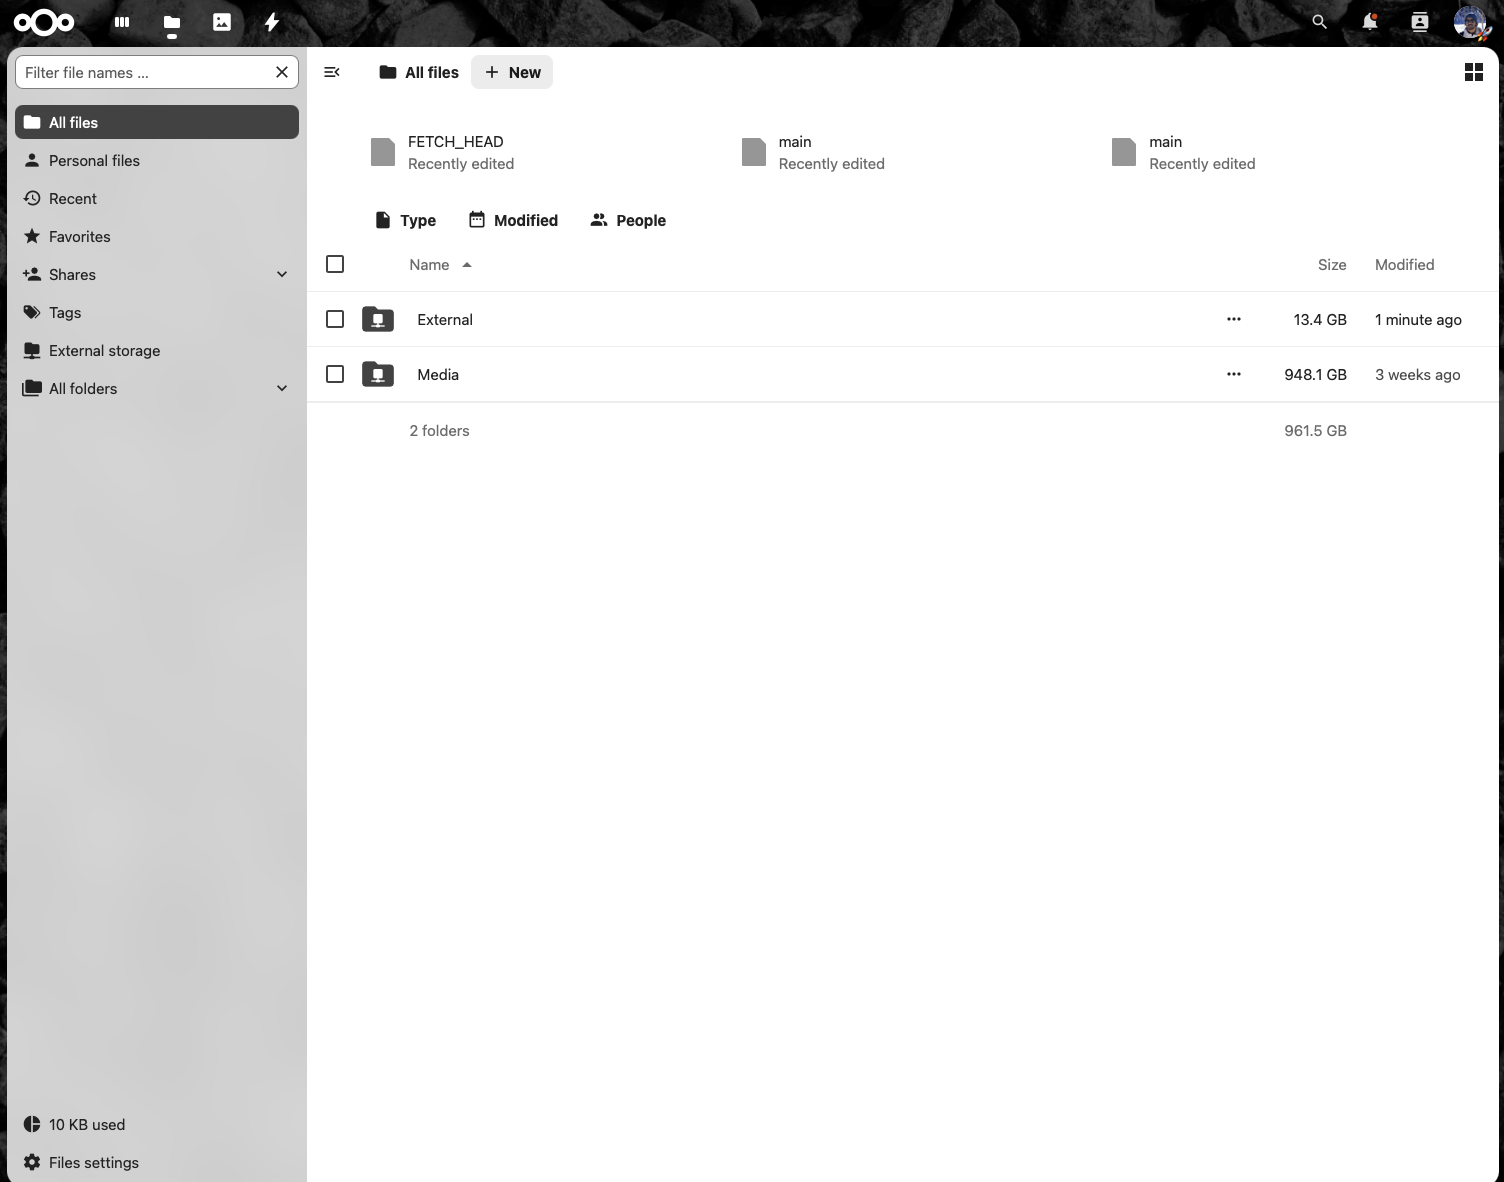 Filter file names ...
All files
Personal files
Recent
Favorites
Shares
Tags
External storage
All folders
10 KB used
Files settings
All files
New
FETCH_HEAD
Recently edited
main
Recently edited
main
Recently edited
Type Modified People
Name Size Modified
External 13.4 GB 1 minute ago
Media 948.1 GB 3 weeks ago
2 folders 961.5 GB